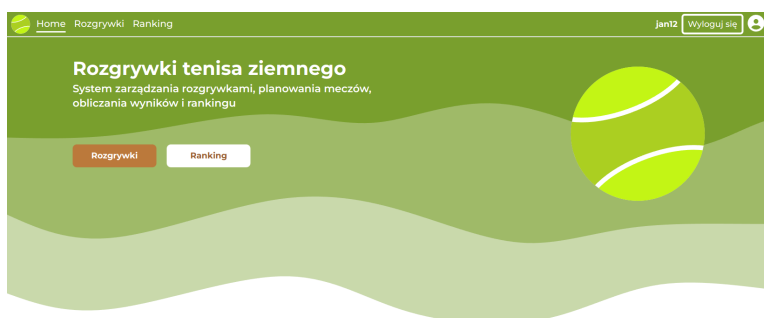 Home Rozgrywki Ranking jan12 Wyloguj się
Rozgrywki tenisa ziemnego
System zarządzania rozgrywkami, planowania meczów,
obliczania wyników i rankingu
Rozgrywki Ranking